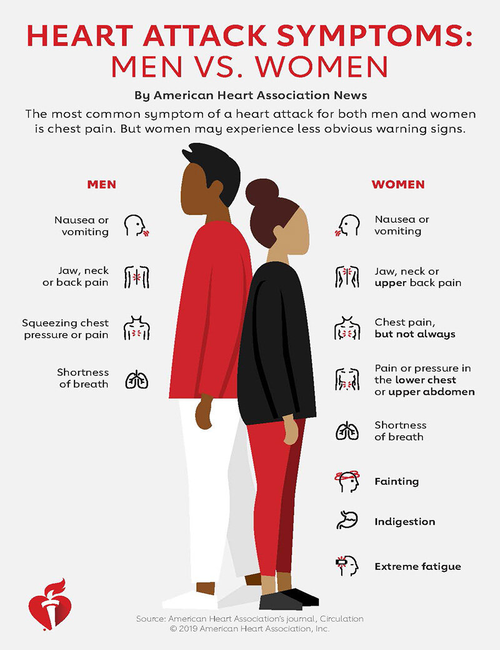 HEART ATTACK SYMPTOMS:
MEN VS. WOMEN
By American Heart Association News
The most common symptom of a heart attack for both men and women
is chest pain. But women may experience less obvious warning signs.
MEN
Nausea or
vomiting
Jaw, neck
or back pain
Squeezing chest
pressure or pain
Shortness
of breath
WOMEN
Nausea or
vomiting
Jaw, neck or
upper back pain
Chest pain,
but not always
Pain or pressure in
the lower chest
or upper abdomen
Shortness
of breath
Fainting
Indigestion
Extreme fatigue
Source: American Heart Association's journal, Circulation
© 2019 American Heart Association, Inc.